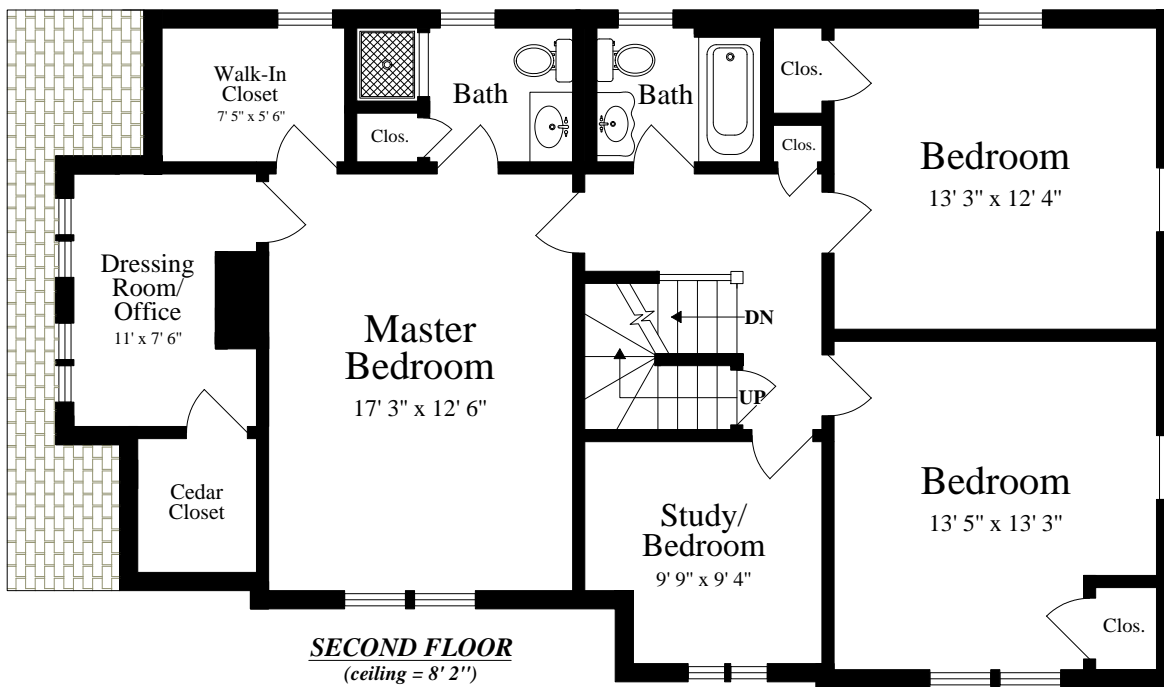 Walk-In
Closet
7' 5" x 5' 6"
Bath
Clos.
Bath
Clos.
Clos.
Bedroom
13' 3" x 12' 4"
Dressing
Room/
Office
11' x 7' 6"
Master
Bedroom
17' 3" x 12' 6"
DN
UP
Cedar
Closet
Study/
Bedroom
9' 9" x 9' 4"
Bedroom
13' 5" x 13' 3"
Clos.
SECOND FLOOR
(ceiling = 8' 2")